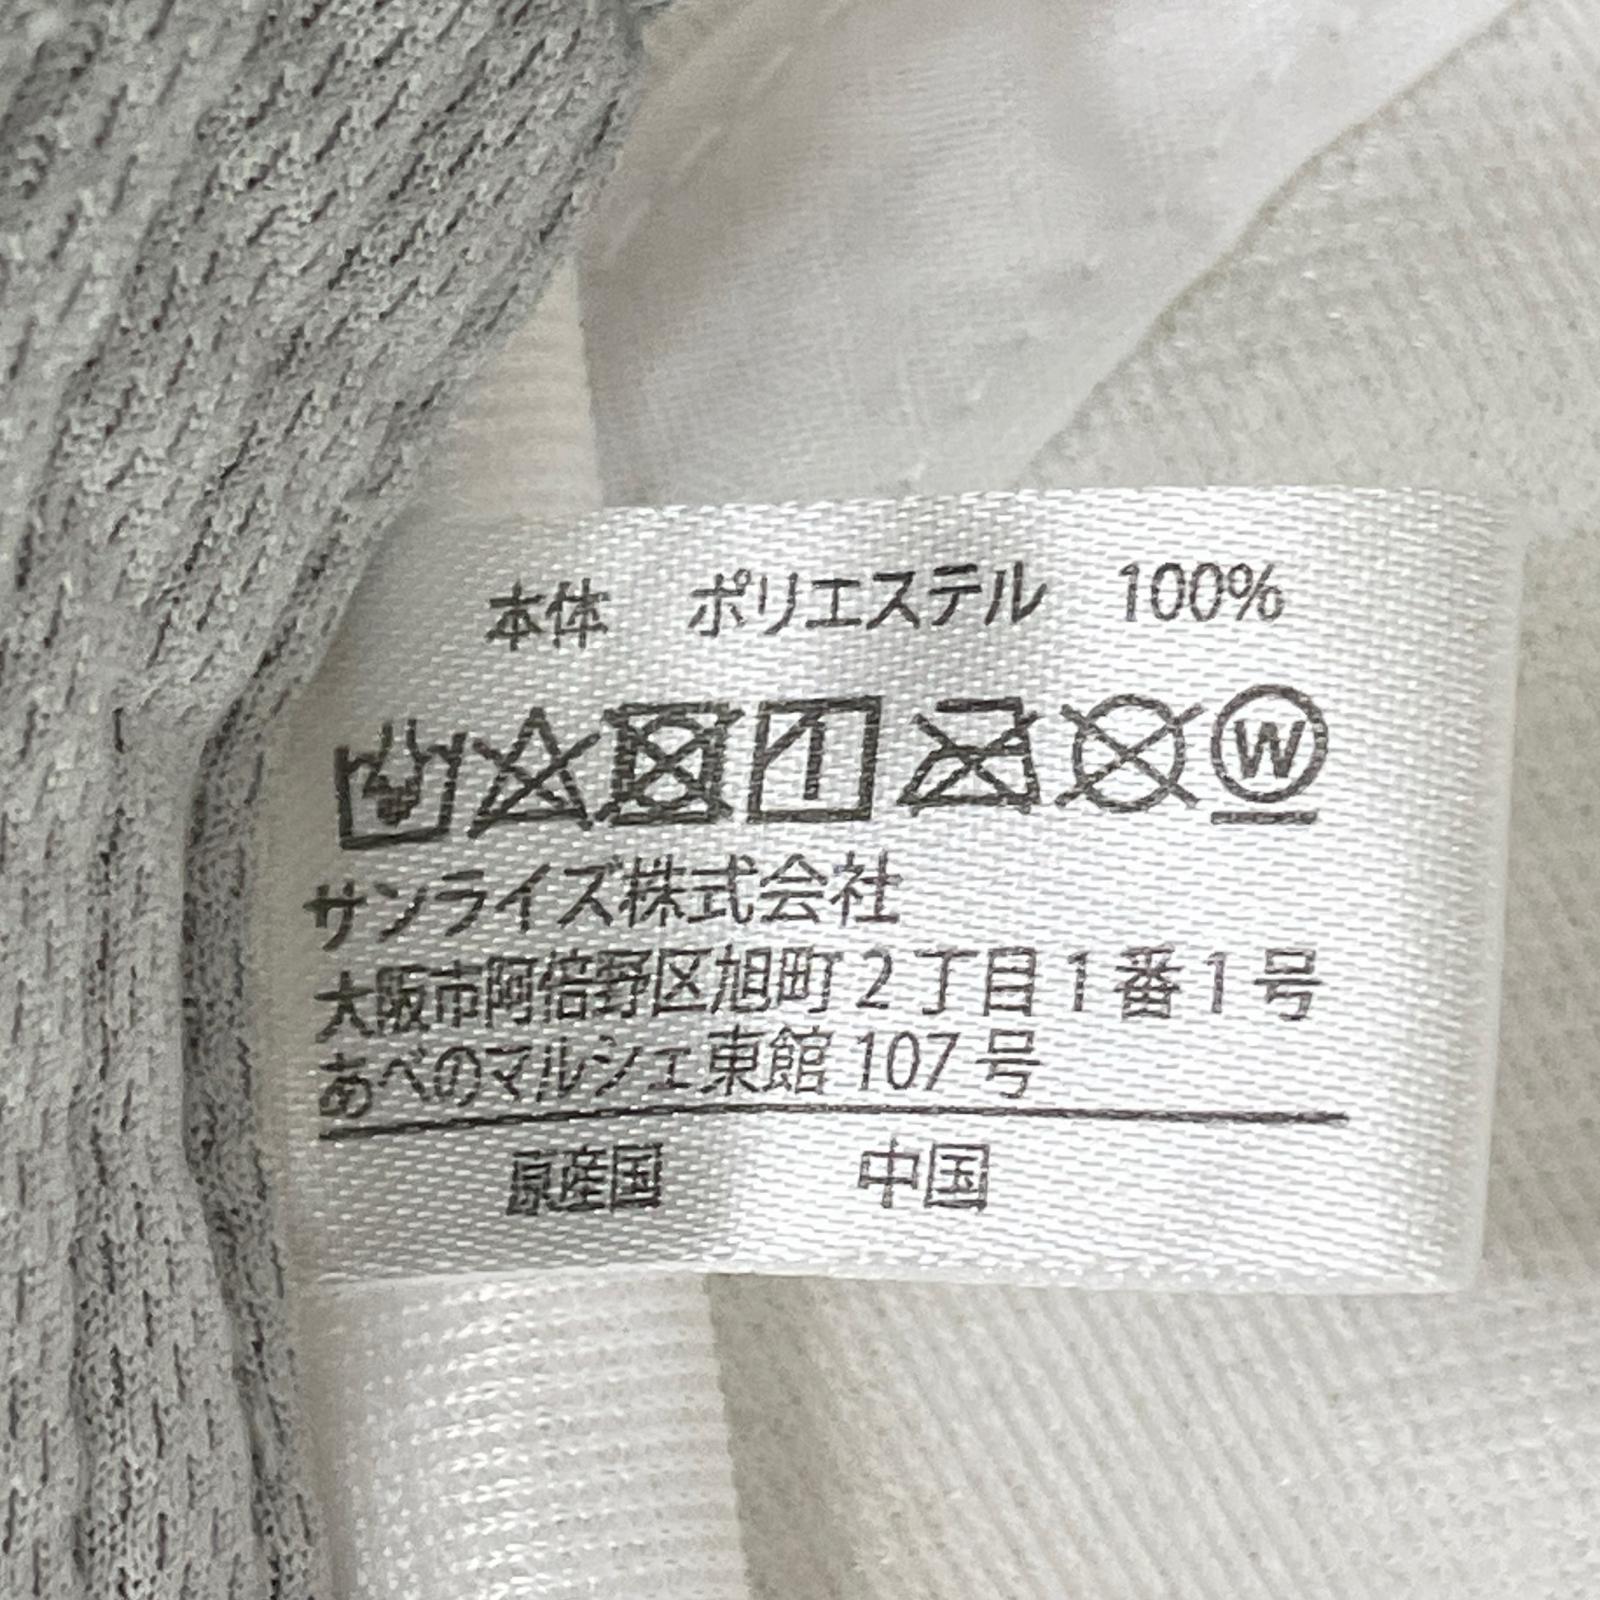 本体 ポリエステル 100%
W
サンライズ株式会社
大阪市阿倍野区旭町2丁目1番1号
あべのマルシェ東館107号
原産国 中国